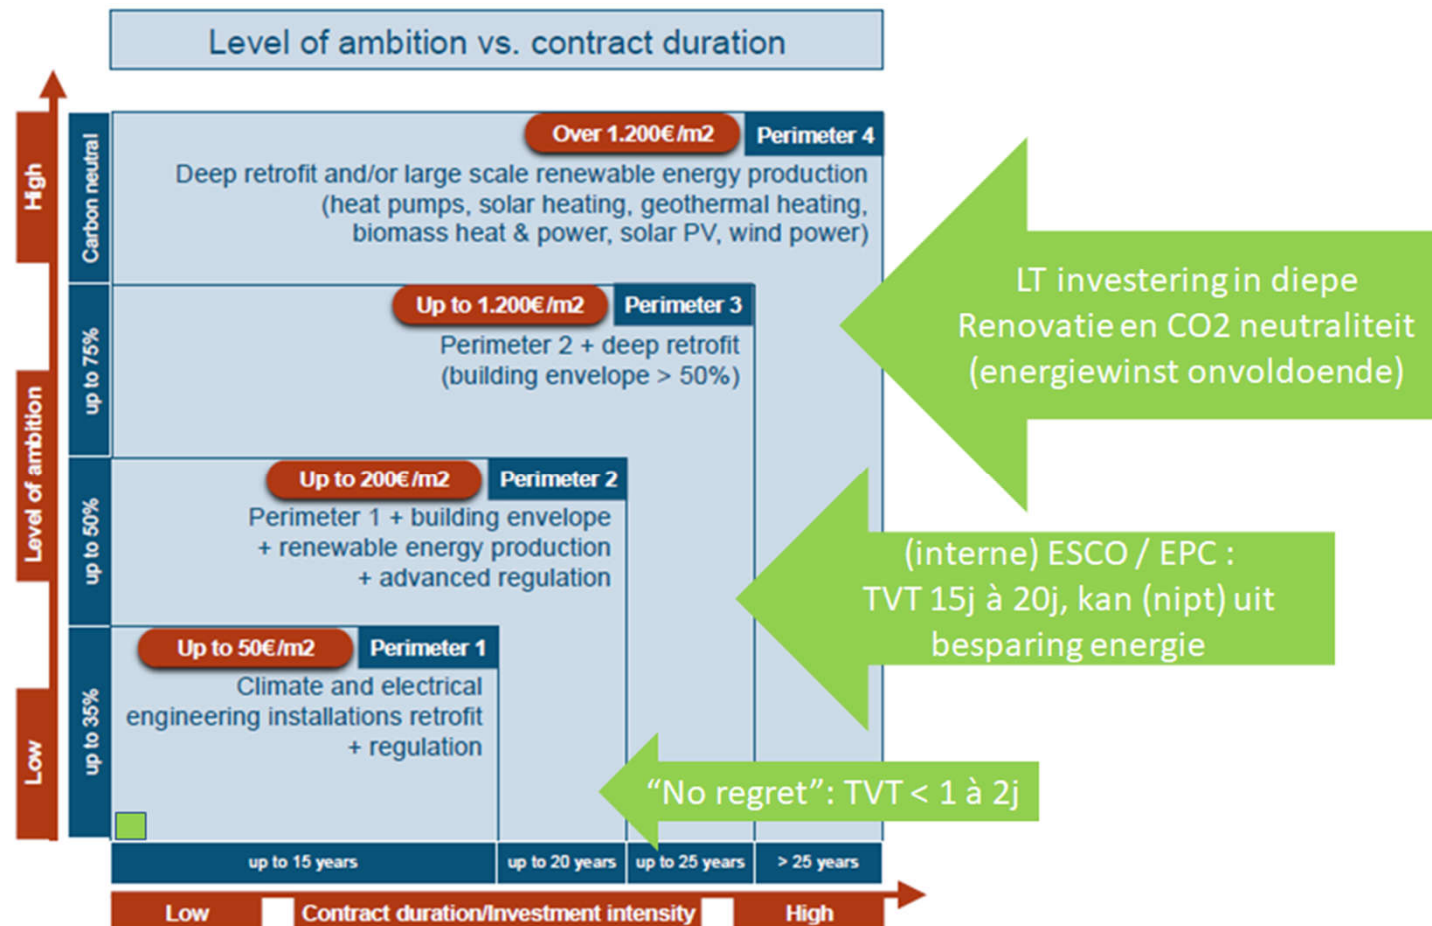 Level of ambition vs. contract duration
High
Level of ambition
Low
Carbon neutral
up to 75%
up to 50%
up to 35%
Over 1.200€/m2
Perimeter 4
Deep retrofit and/or large scale renewable energy production
(heat pumps, solar heating, geothermal heating,
biomass heat & power, solar PV, wind power)
Up to 1.200€/m2
Perimeter 3
Perimeter 2 + deep retrofit
(building envelope > 50%)
Up to 200€/m2
Perimeter 2
Perimeter 1 + building envelope
+ renewable energy production
+ advanced regulation
Up to 50€/m2
Perimeter 1
Climate and electrical
engineering installations retrofit
+ regulation
LT investering in diepe
Renovatie en CO2 neutraliteit
(energiewinst onvoldoende)
(interne) ESCO / EPC :
TVT 15j à 20j, kan (nipt) uit
besparing energie
“No regret”: TVT < 1 à 2j
up to 15 years
up to 20 years
up to 25 years
> 25 years
Low
Contract duration/Investment intensity
High